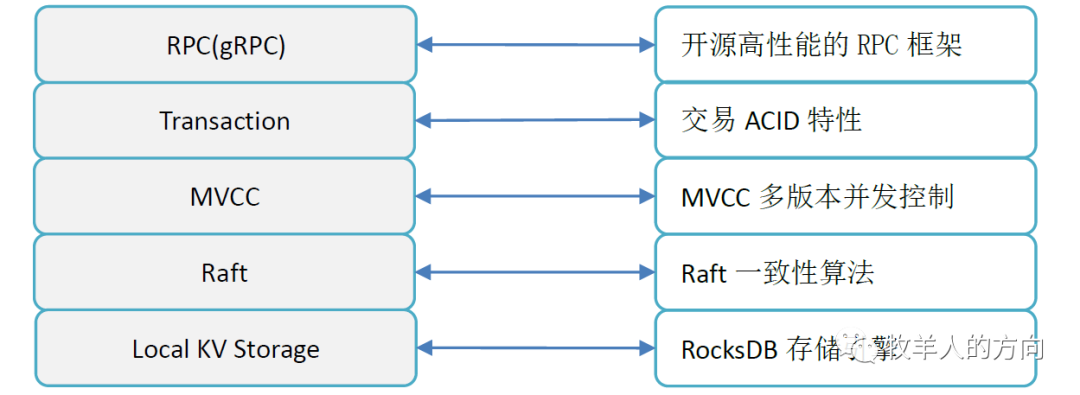 RPC(gRPC) 开源高性能的 RPC 框架
Transaction 交易 ACID 特性
MVCC MVCC 多版本并发控制
Raft Raft 一致性算法
Local KV Storage RocksDB 存储引擎
牧羊人的方向